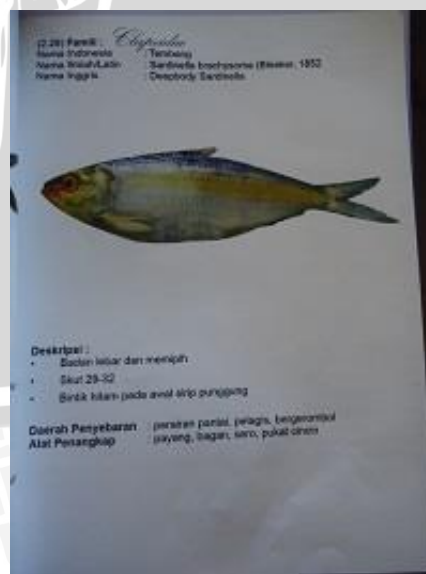 (2.28) Famili : Clupeidae
Nama Indonesia : Tembang
Nama Ilmiah/Latin : Sardinella brachysoma (Bleeker, 1852
Nama Inggris : Deepbody Sardinella
Deskripsi :
• Badan lebar dan memipih
• Skut 29-32
• Bintik hitam pada awal sirip punggung
Daerah Penyebaran : perairan pantai, pelagis, bergerombol
Alat Penangkap : payang, bagan, sero, pukat cincin